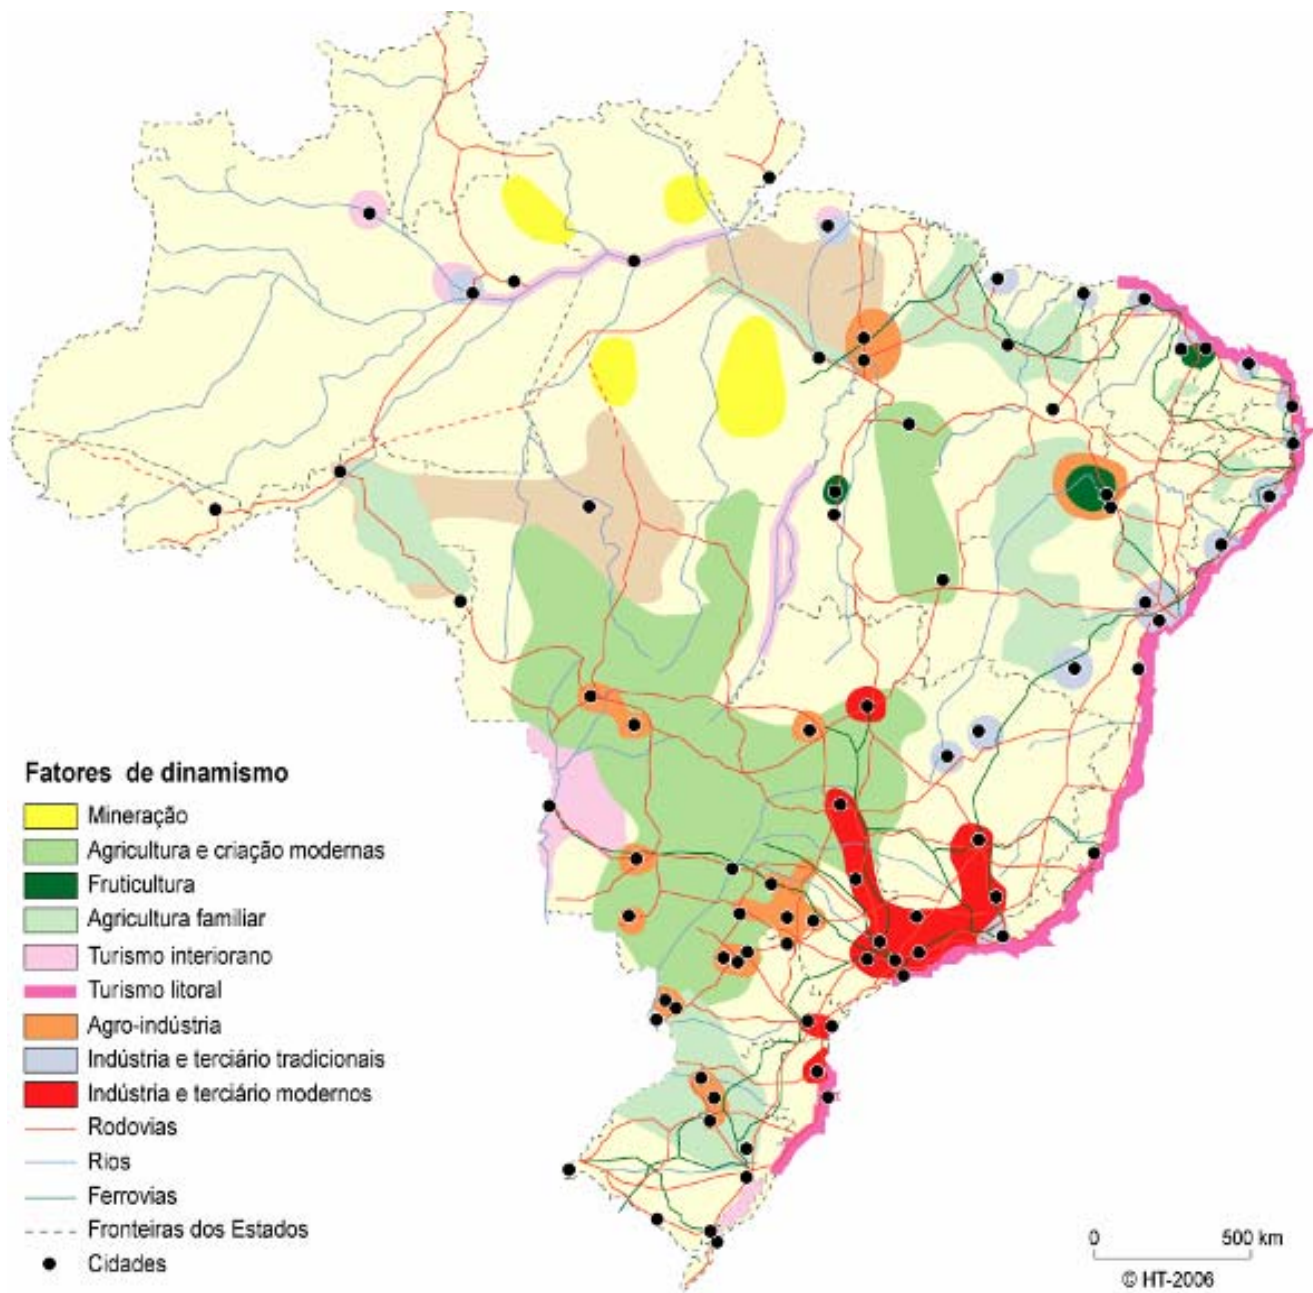 Fatores de dinamismo
Mineração
Agricultura e criação modernas
Fruticultura
Agricultura familiar
Turismo interiorano
Turismo litoral
Agro-indústria
Indústria e terciário tradicionais
Indústria e terciário modernos
Rodovias
Rios
Ferrovias
Fronteiras dos Estados
Cidades
0 500 km
© HT-2006